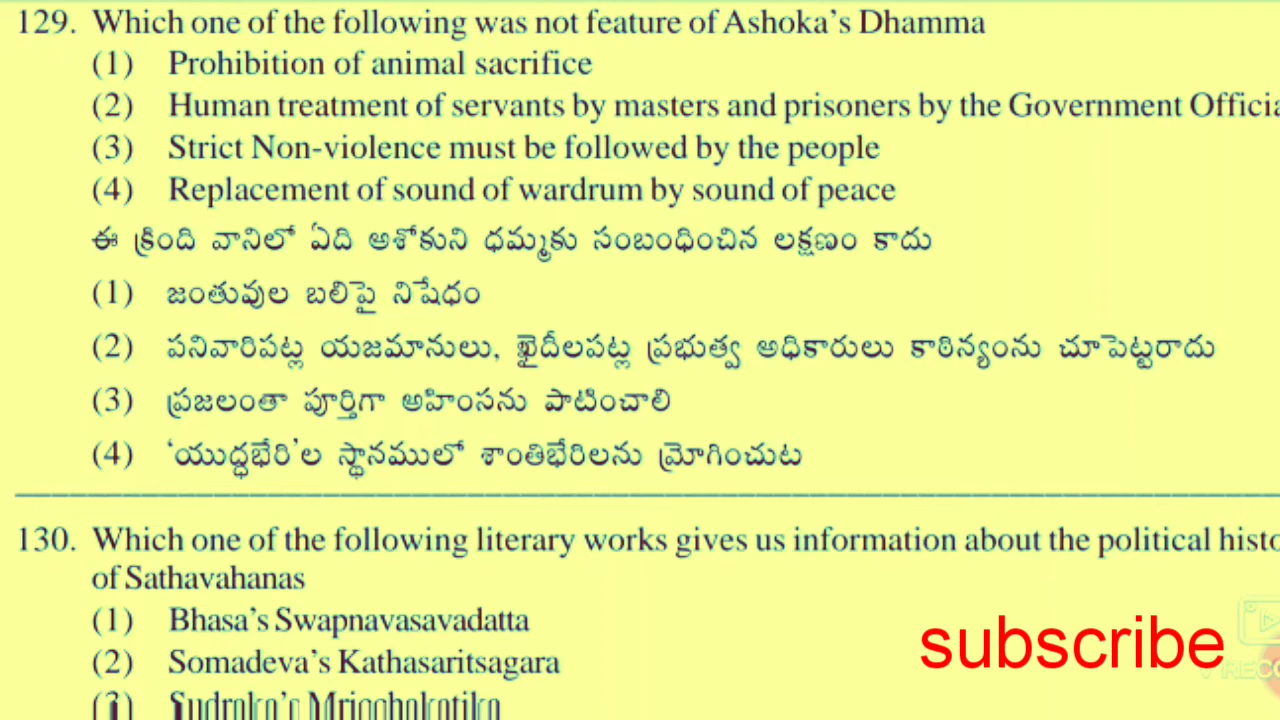 129. Which one of the following was not feature of Ashoka's Dhamma
(1) Prohibition of animal sacrifice
(2) Human treatment of servants by masters and prisoners by the Government
(3) Strict Non-violence must be followed by the people
(4) Replacement of sound of wardrum by sound of peace
ఈ క్రింది వానిలో ఏది అశోకుని ధమ్మకు సంబంధించిన లక్షణం కాదు
(1) జంతువుల బలిపై నిషేధం
(2) పనివారిపట్ల యజమానులు, ఖైదీలపట్ల ప్రభుత్వ అధికారులు కాఠిన్యంను చూపెట్టరాదు
(3) ప్రజలంతా పూర్తిగా అహింసను పాటించాలి
(4) 'యుద్ధభేరి'ల స్థానములో శాంతిభేరిలను మ్రోగించుట
130. Which one of the following literary works gives us information about the political
of Sathavahanas
(1) Bhasa's Swapnavasavadatta
(2) Somadeva's Kathasaritsagara
subscribe